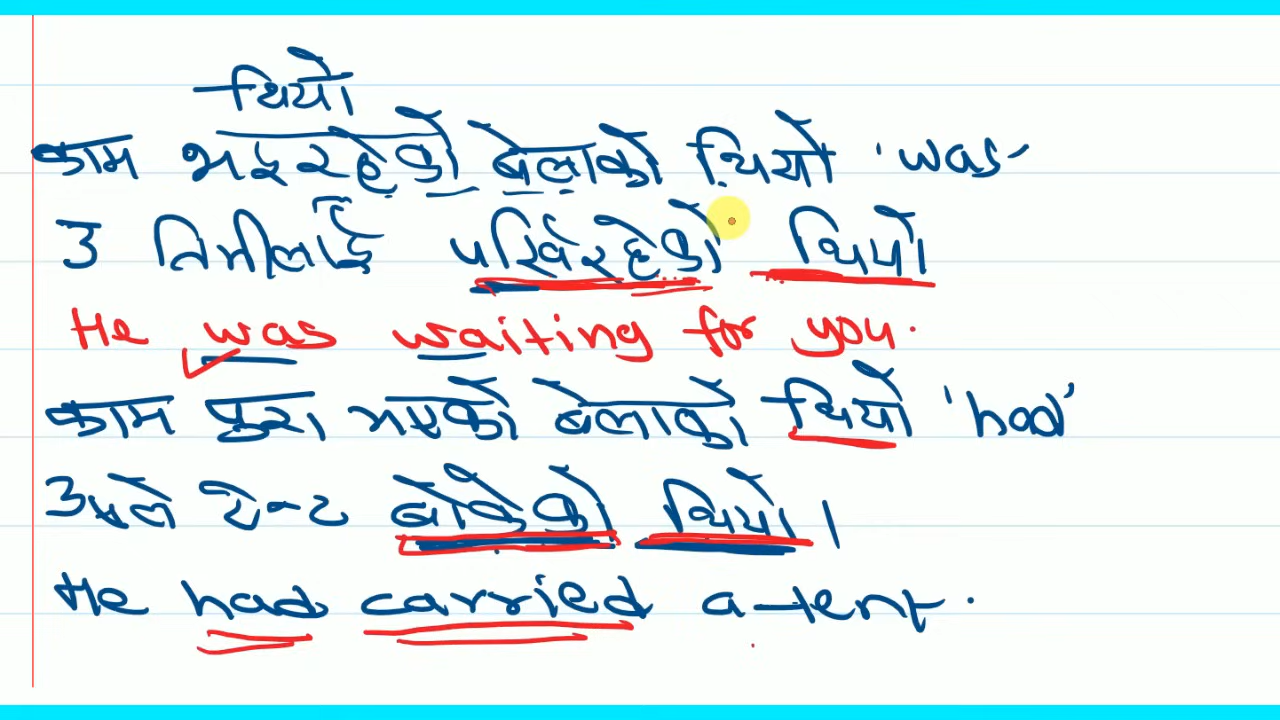 थियो।
काम भइरहेको बेलाको थियो 'was'
उ तिमीलाई पर्खिरहेको थियो
He was waiting for you.
काम पुरा भएको बेलाको थियो 'had'
उसले टेन्ट बोकेको थियो।
He had carried a tent.